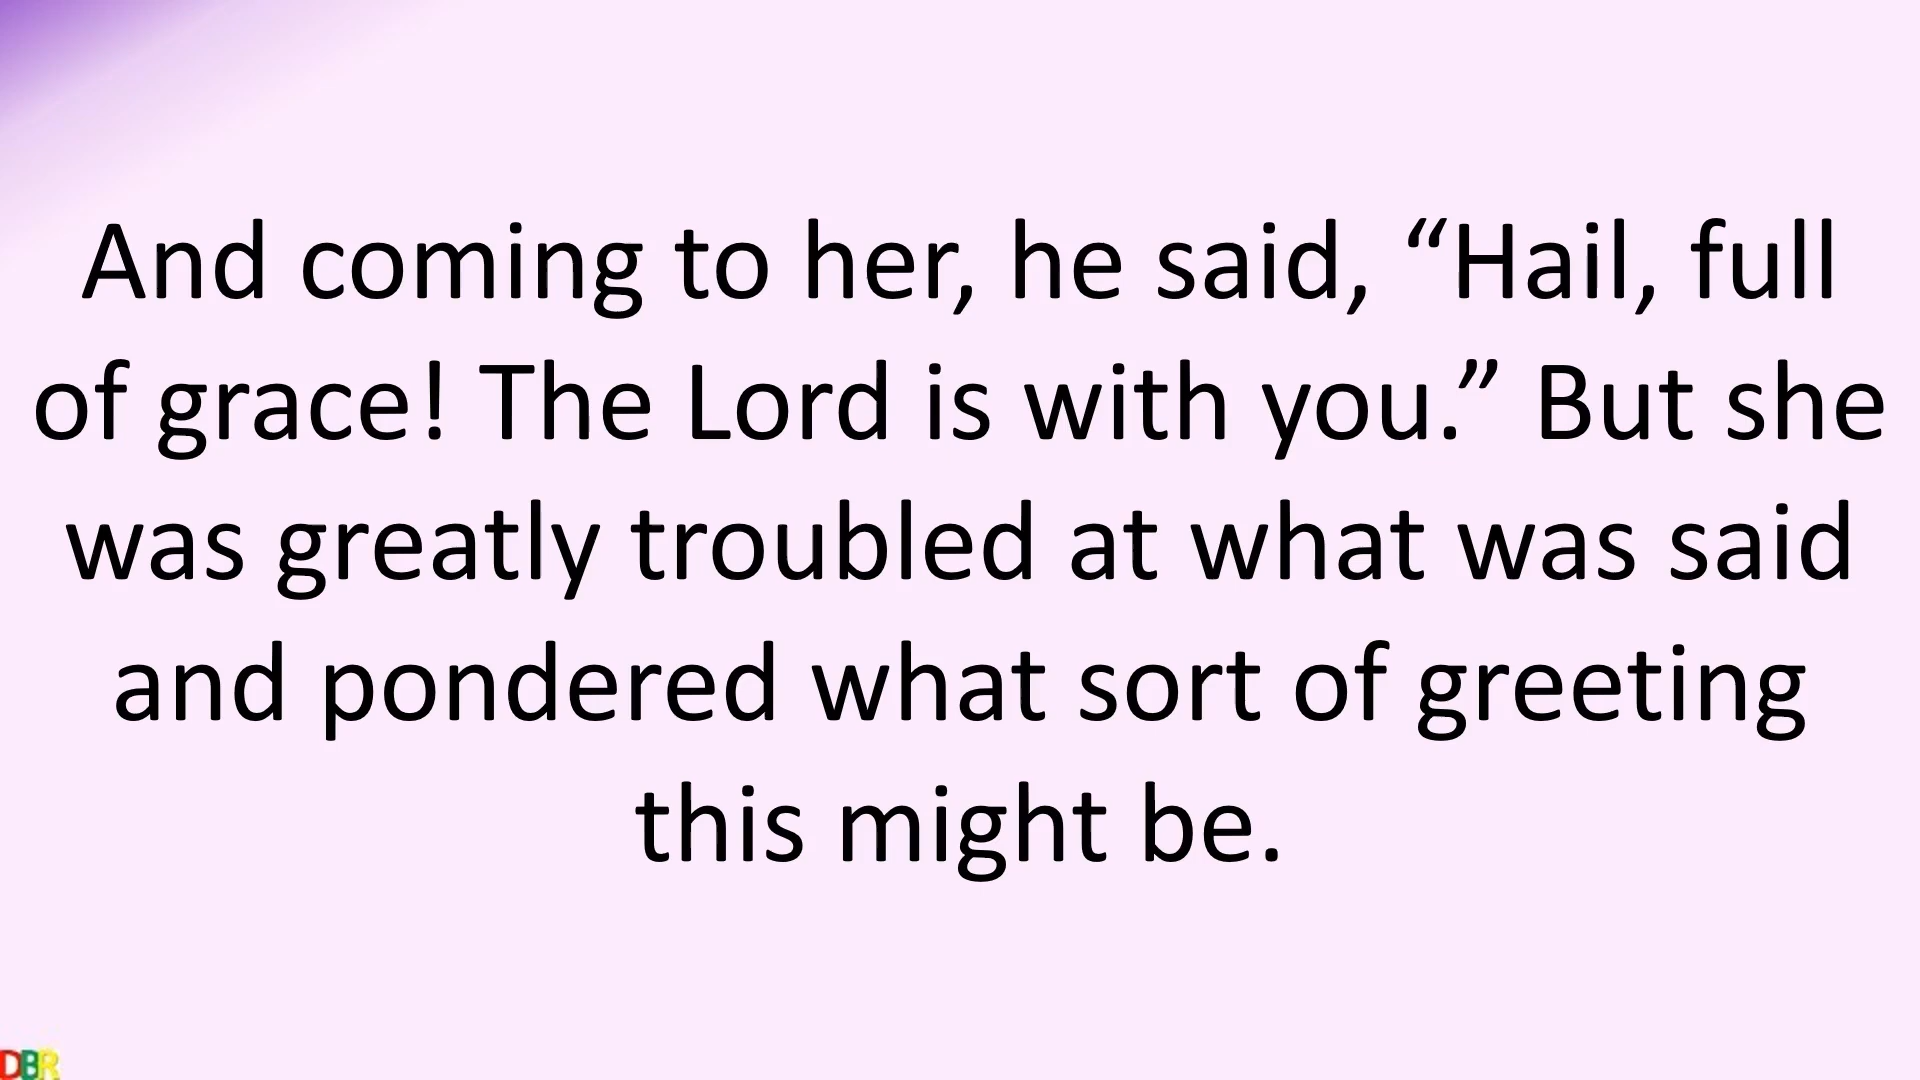 And coming to her, he said, “Hail, full
of grace! The Lord is with you.” But she
was greatly troubled at what was said
and pondered what sort of greeting
this might be.
DBR